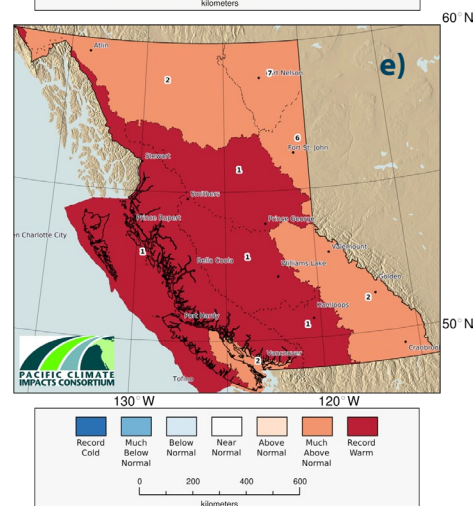 kilometers
60°N
e)
Atlin
2
7
Fort Nelson
6
Fort St. John
Stewart
1
Smithers
Prince Rupert
Prince George
n Charlotte City
1
Bella Coola
1
Valemount
Williams Lake
Golden
2
Kamloops
Port Hardy
1
50°N
2
Vancouver
Cranbrook
Tofino
PACIFIC CLIMATE
IMPACTS CONSORTIUM
130°W
120°W
Record Cold
Much Below Normal
Below Normal
Near Normal
Above Normal
Much Above Normal
Record Warm
0 200 400 600
kilometers